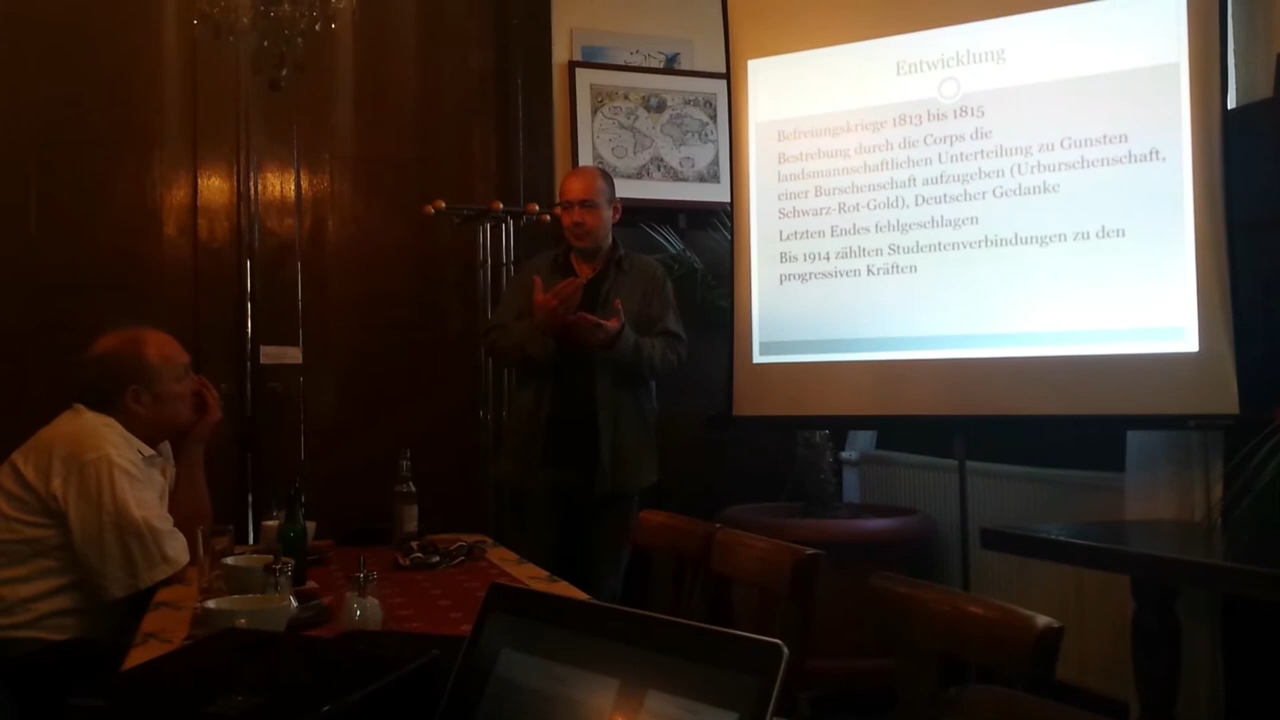 Entwicklung
Befreiungskriege 1813 bis 1815
Bestrebung durch die Corps die
landsmannschaftlichen Unterteilung zu Gunsten
einer Burschenschaft aufzugeben (Urburschenschaft,
Schwarz-Rot-Gold), Deutscher Gedanke
Letzten Endes fehlgeschlagen
Bis 1914 zählten Studentenverbindungen zu den
progressiven Kräften